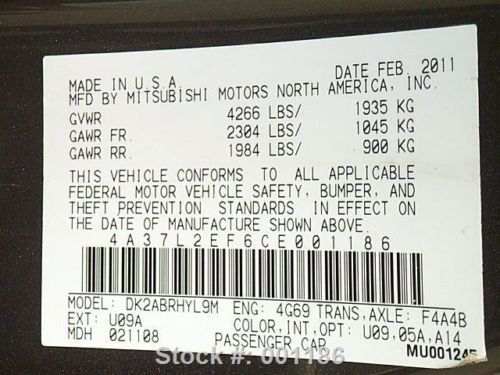 MADE IN U.S.A. DATE FEB. 2011
MFD BY MITSUBISHI MOTORS NORTH AMERICA, INC.
GVWR 4266 LBS/ 1935 KG
GAWR FR. 2304 LBS/ 1045 KG
GAWR RR. 1984 LBS/ 900 KG
THIS VEHICLE CONFORMS TO ALL APPLICABLE
FEDERAL MOTOR VEHICLE SAFETY, BUMPER, AND
THEFT PREVENTION STANDARDS IN EFFECT ON
THE DATE OF MANUFACTURE SHOWN ABOVE.
4A37L2EF6CE001186
MODEL: DK2ABRHYL9M ENG: 4G69 TRANS,AXLE: F4A4B
EXT: U09A COLOR,INT,OPT: U09,05A,A14
MDH 021108 PASSENGER CAR MU001245
Stock #: 001186